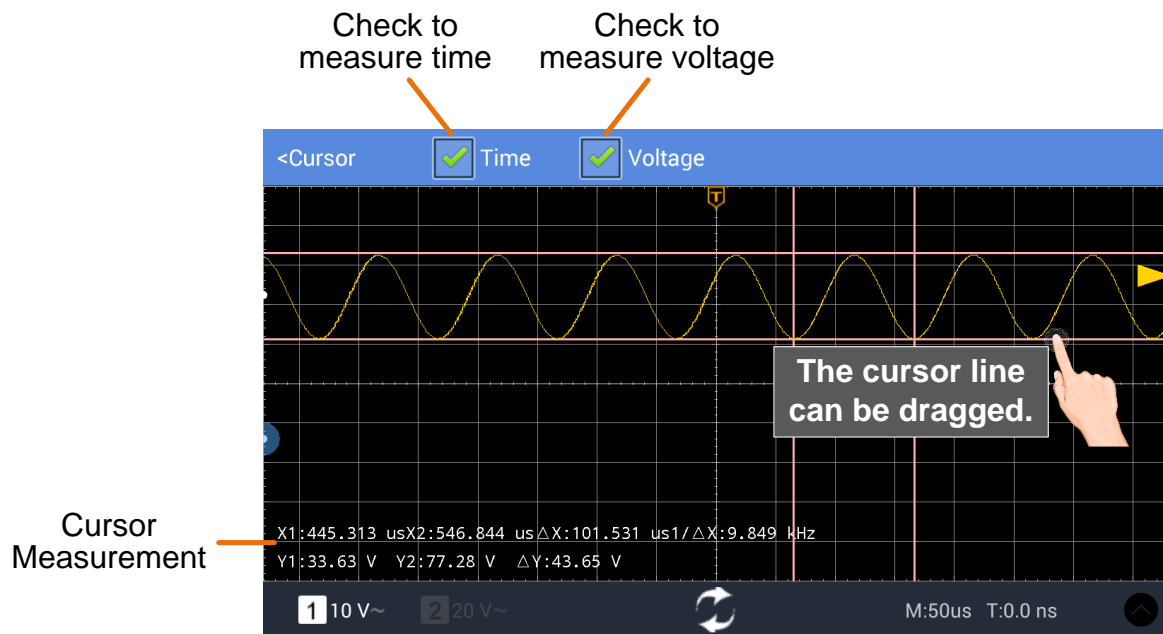 Check to
measure time
Check to
measure voltage
<Cursor
Time
Voltage
T
The cursor line
can be dragged.
Cursor
Measurement
X1:445.313 usX2:546.844 us△X:101.531 us1/△X:9.849 kHz
Y1:33.63 V Y2:77.28 V △Y:43.65 V
1 10 V~
2 20 V~
M:50us T:0.0 ns